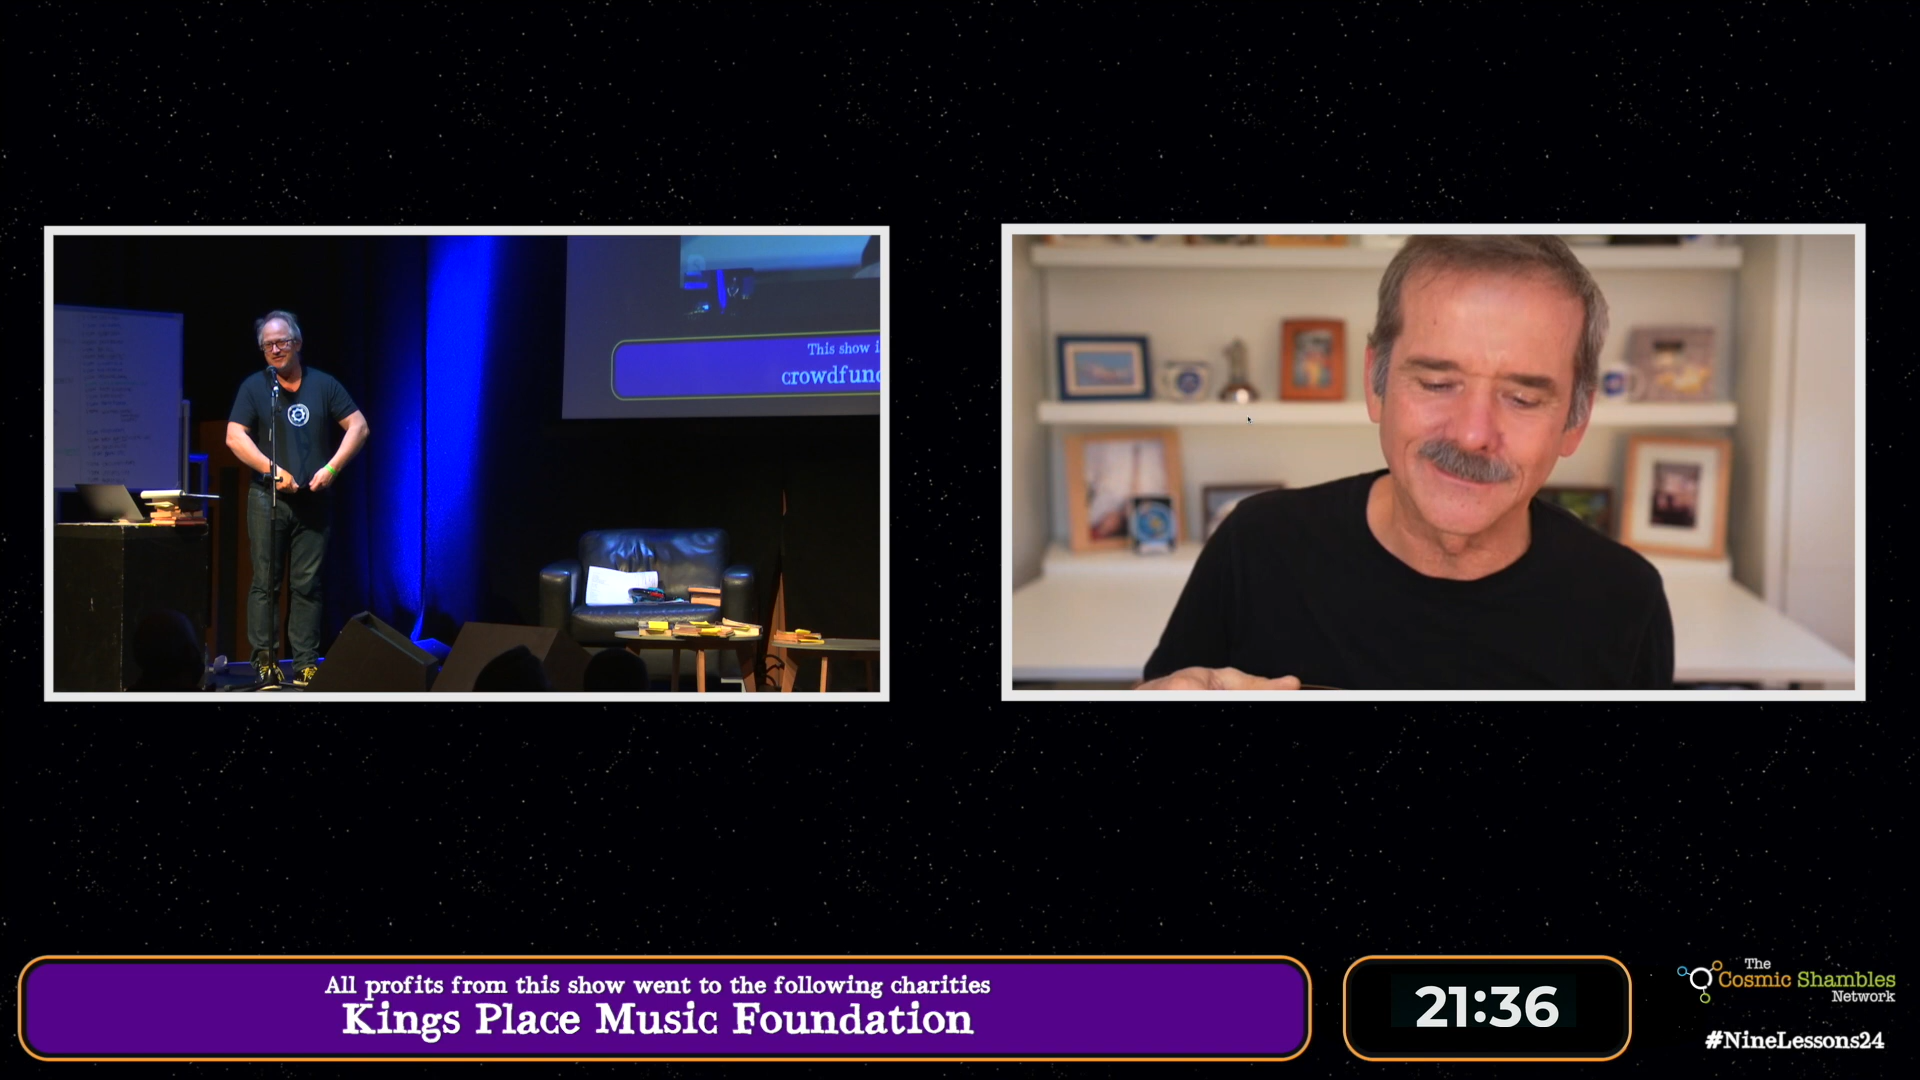 This show i
crowdfund
All profits from this show went to the following charities
Kings Place Music Foundation
21:36
The
Cosmic Shambles
Network
#NineLessons24